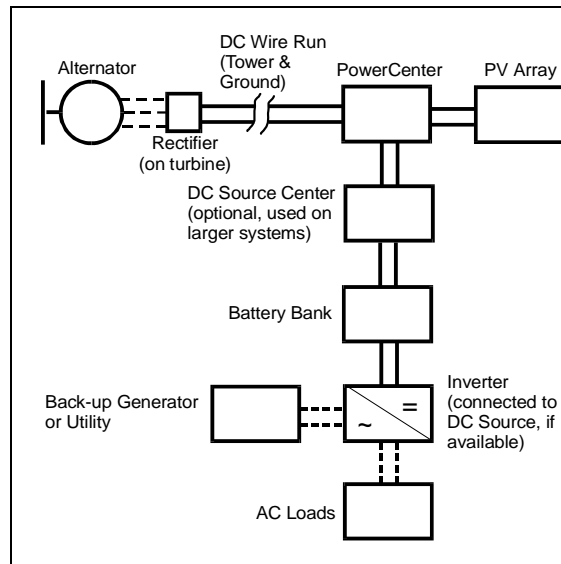 Alternator
DC Wire Run
(Tower &
Ground)
PowerCenter
PV Array
Rectifier
(on turbine)
DC Source Center
(optional, used on
larger systems)
Battery Bank
Back-up Generator
or Utility
=
~
Inverter
(connected to
DC Source, if
available)
AC Loads